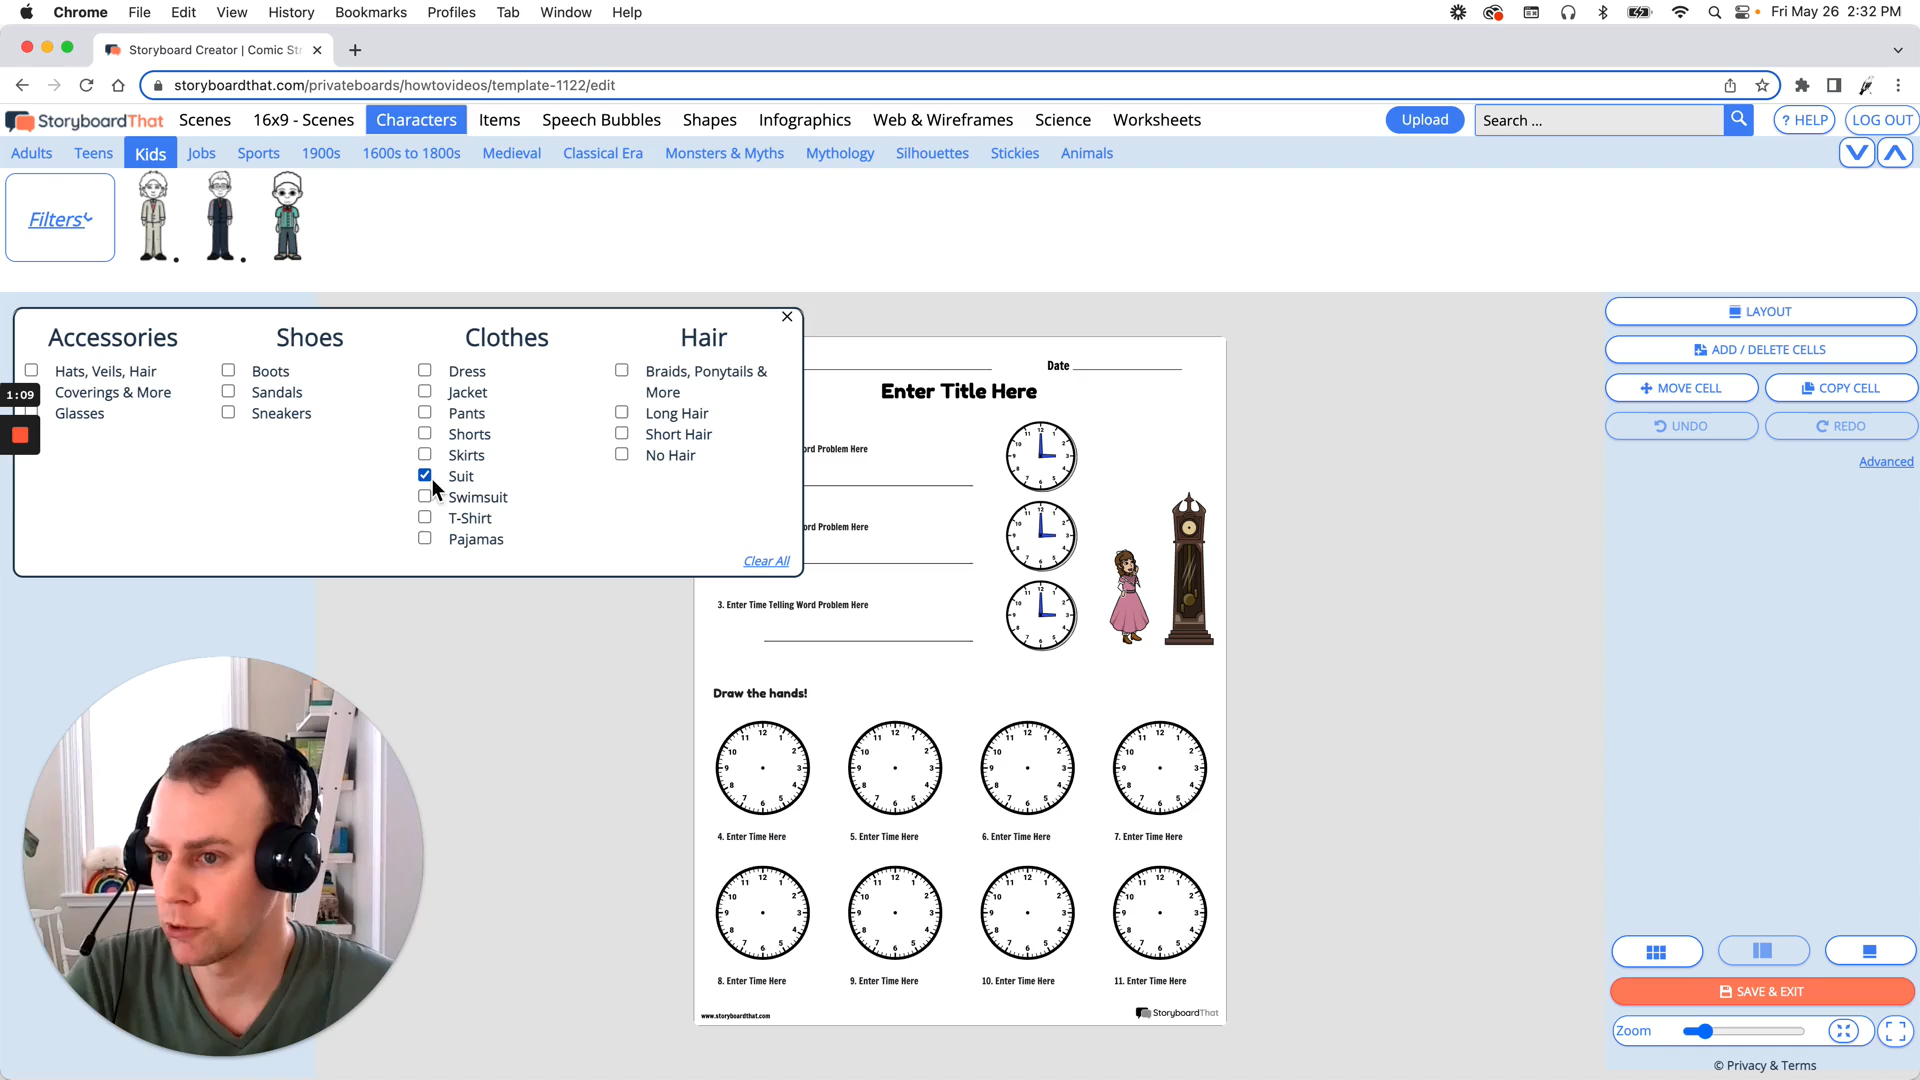 Chrome File Edit View History Bookmarks Profiles Tab Window Help Fri May 26 2:32 PM
Storyboard Creator | Comic Str
storyboardthat.com/privateboards/howtovideos/template-1122/edit
StoryboardThat Scenes 16x9 - Scenes Characters Items Speech Bubbles Shapes Infographics Web & Wireframes Science Worksheets Upload Search ... ? HELP LOG OUT
Adults Teens Kids Jobs Sports 1900s 1600s to 1800s Medieval Classical Era Monsters & Myths Mythology Silhouettes Stickies Animals
Filters
Accessories Shoes Clothes Hair
Hats, Veils, Hair Boots Dress Braids, Ponytails &
Coverings & More Sandals Jacket More
Glasses Sneakers Pants Long Hair
Shorts Short Hair
Skirts No Hair
Suit
Swimsuit
T-Shirt
Pajamas
Clear All
1:09
LAYOUT
ADD / DELETE CELLS
MOVE CELL COPY CELL
UNDO REDO
Advanced
Date
Enter Title Here
rd Problem Here
ord Problem Here
3. Enter Time Telling Word Problem Here
Draw the hands!
4. Enter Time Here 5. Enter Time Here 6. Enter Time Here 7. Enter Time Here
8. Enter Time Here 9. Enter Time Here 10. Enter Time Here 11. Enter Time Here
www.storyboardthat.com StoryboardThat
SAVE & EXIT
Zoom
© Privacy & Terms